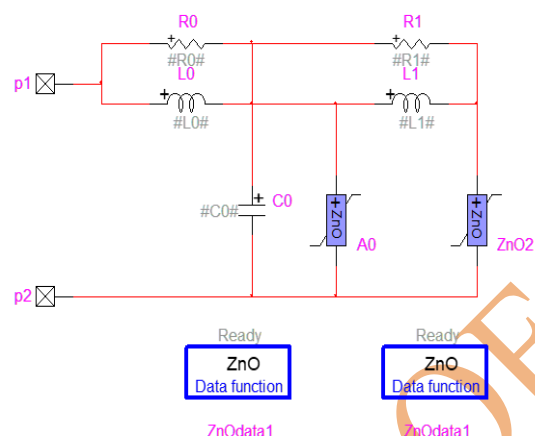 R0
R1
#R0#
#R1#
p1
L0
L1
#L0#
#L1#
C0
#C0#
ZnO
ZnO
A0
ZnO2
p2
Ready
Ready
ZnO
ZnO
Data function
Data function
ZnOdata1
ZnOdata1